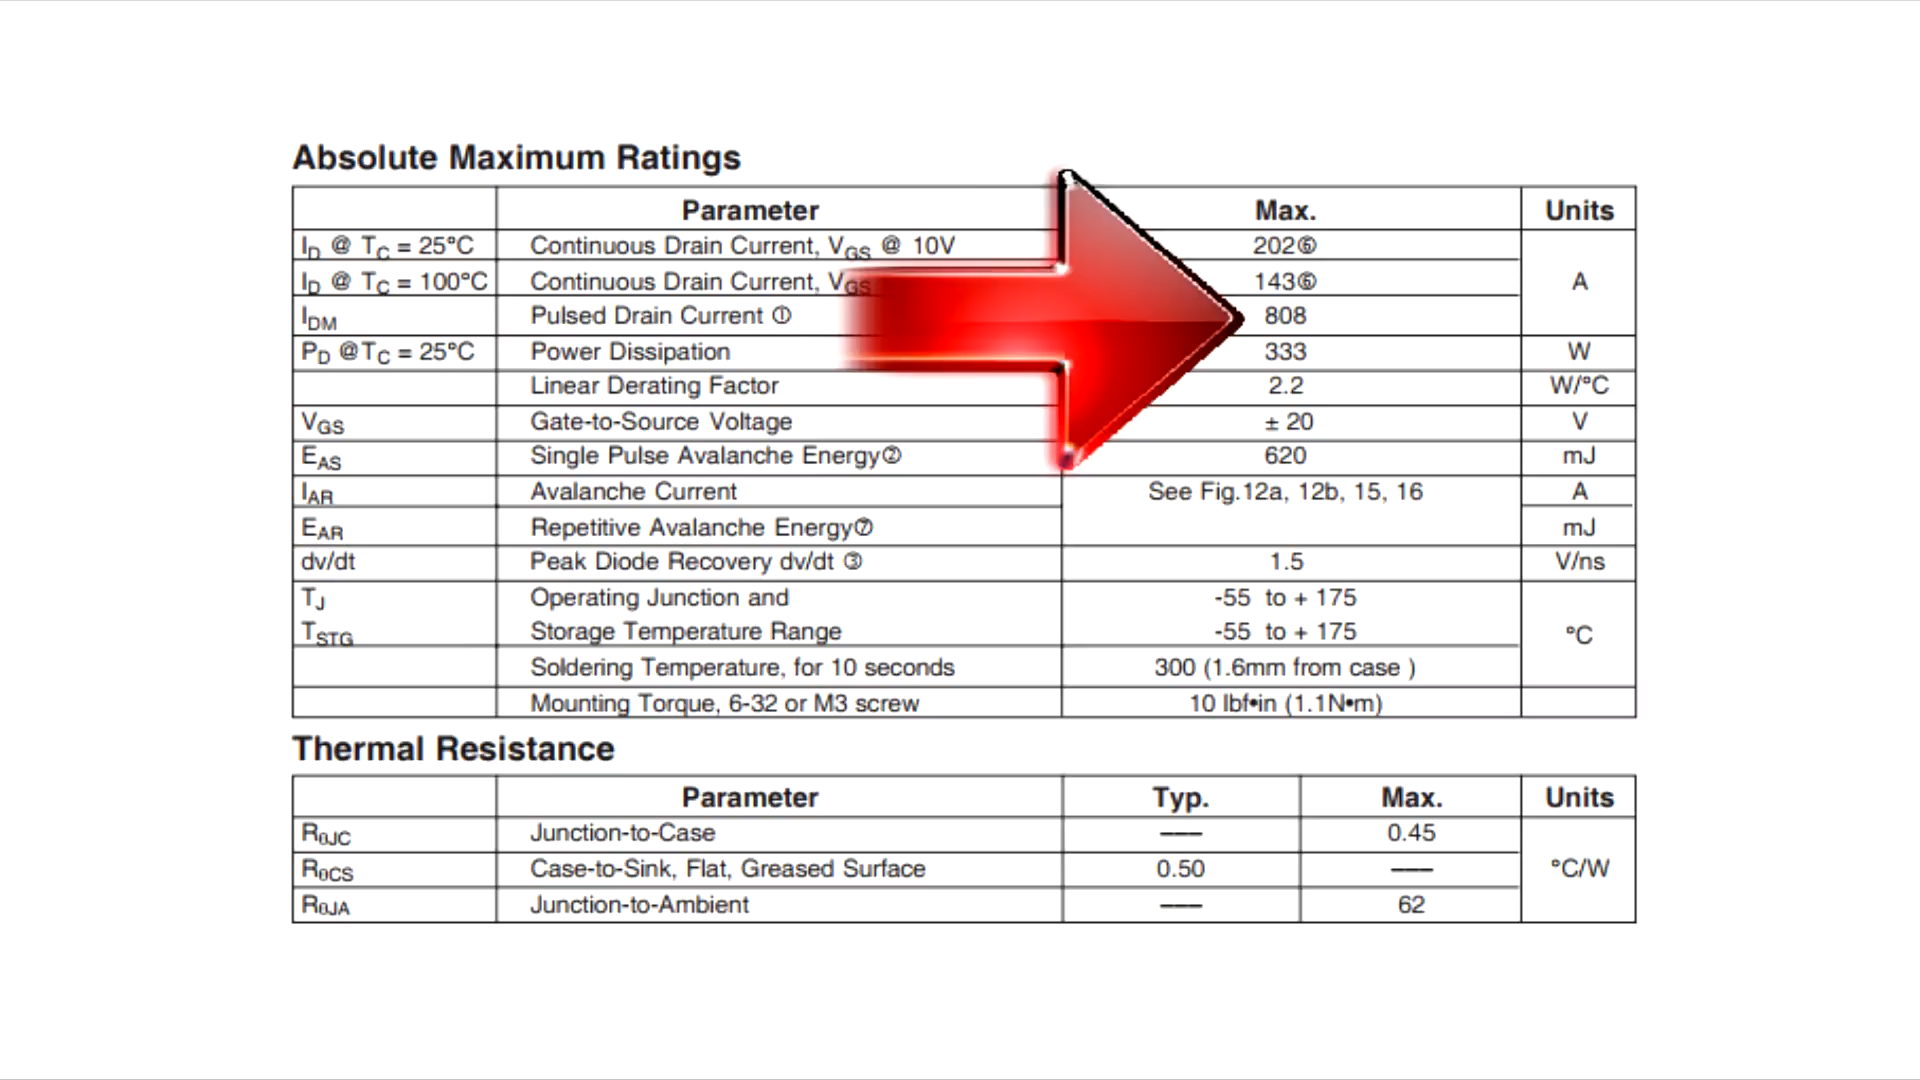 Absolute Maximum Ratings
Parameter Max. Units
ID @ TC = 25°C Continuous Drain Current, VGS @ 10V 202⑥
ID @ TC = 100°C Continuous Drain Current, VGS 143⑥ A
IDM Pulsed Drain Current ① 808
PD @TC = 25°C Power Dissipation 333 W
Linear Derating Factor 2.2 W/°C
VGS Gate-to-Source Voltage ± 20 V
EAS Single Pulse Avalanche Energy② 620 mJ
IAR Avalanche Current See Fig.12a, 12b, 15, 16 A
EAR Repetitive Avalanche Energy⑦ mJ
dv/dt Peak Diode Recovery dv/dt ③ 1.5 V/ns
TJ Operating Junction and -55 to + 175
TSTG Storage Temperature Range -55 to + 175 °C
Soldering Temperature, for 10 seconds 300 (1.6mm from case )
Mounting Torque, 6-32 or M3 screw 10 lbf•in (1.1N•m)
Thermal Resistance
Parameter Typ. Max. Units
RθJC Junction-to-Case ––– 0.45
RθCS Case-to-Sink, Flat, Greased Surface 0.50 ––– °C/W
RθJA Junction-to-Ambient ––– 62